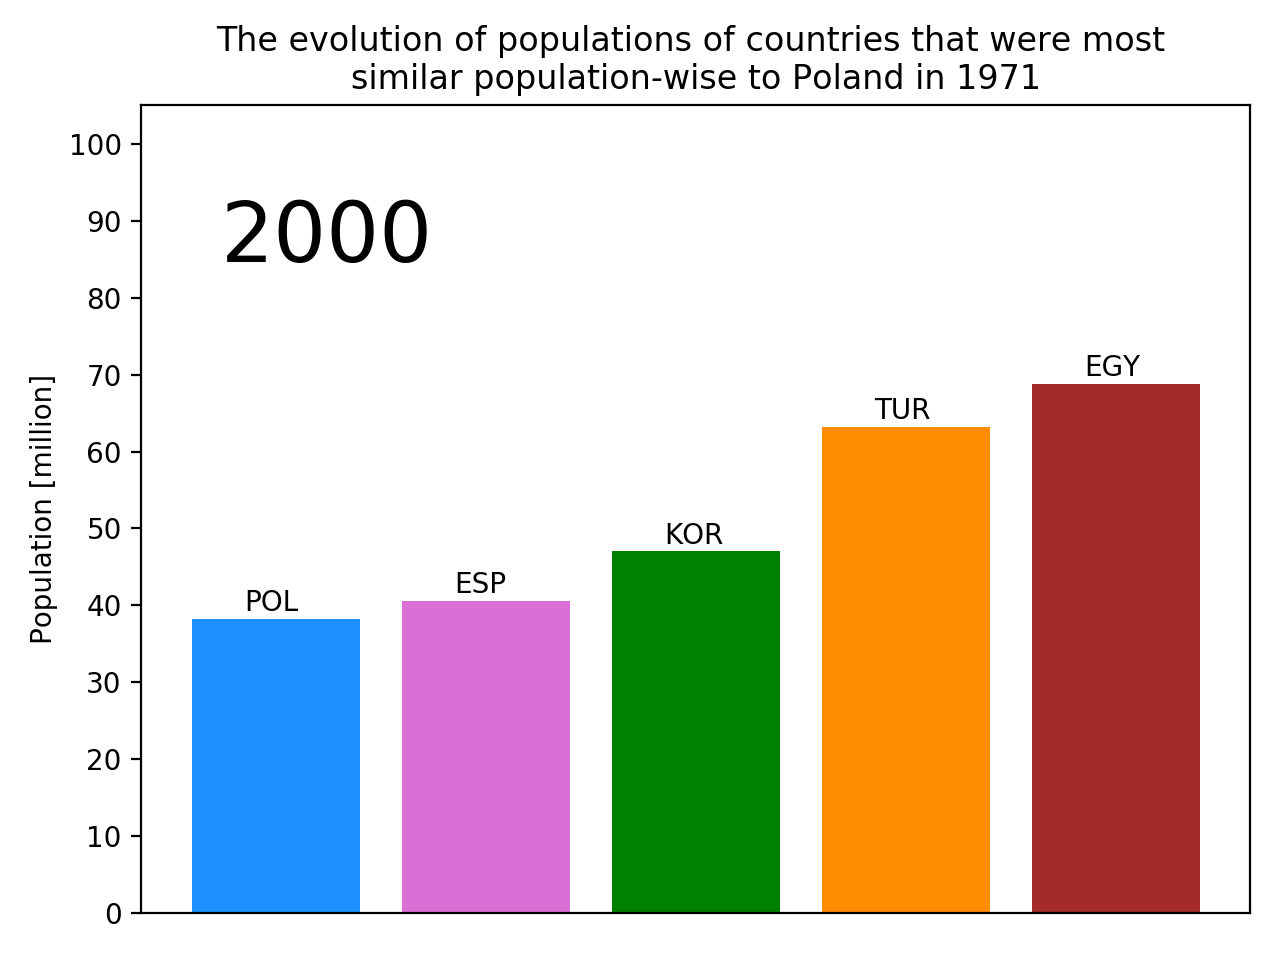 The evolution of populations of countries that were most
similar population-wise to Poland in 1971
100
90
80
70
60
50
40
30
20
10
0
Population [million]
2000
POL
ESP
KOR
TUR
EGY